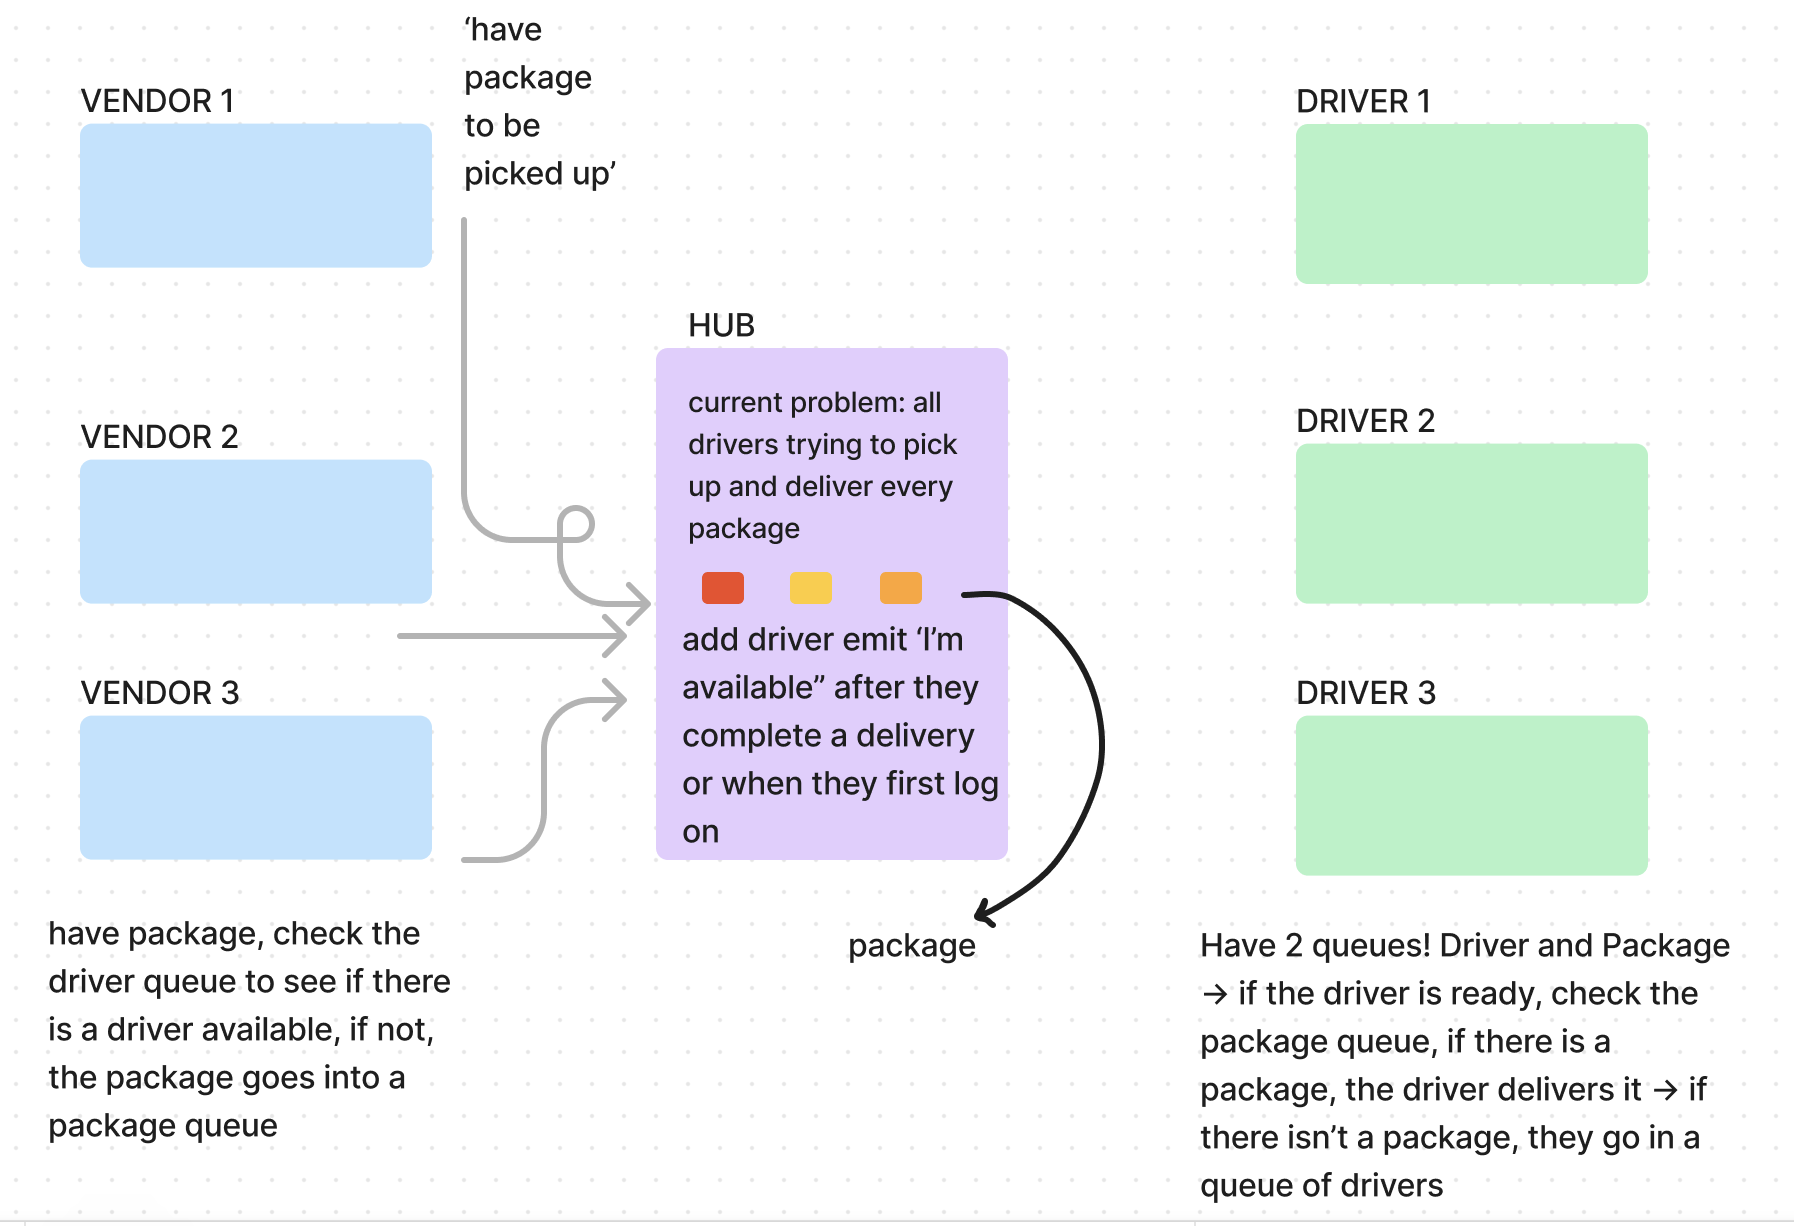 ‘have
package
to be
picked up’
VENDOR 1
VENDOR 2
VENDOR 3
have package, check the
driver queue to see if there
is a driver available, if not,
the package goes into a
package queue
HUB
current problem: all
drivers trying to pick
up and deliver every
package
add driver emit ‘I’m
available” after they
complete a delivery
or when they first log
on
package
DRIVER 1
DRIVER 2
DRIVER 3
Have 2 queues! Driver and Package
→ if the driver is ready, check the
package queue, if there is a
package, the driver delivers it → if
there isn’t a package, they go in a
queue of drivers